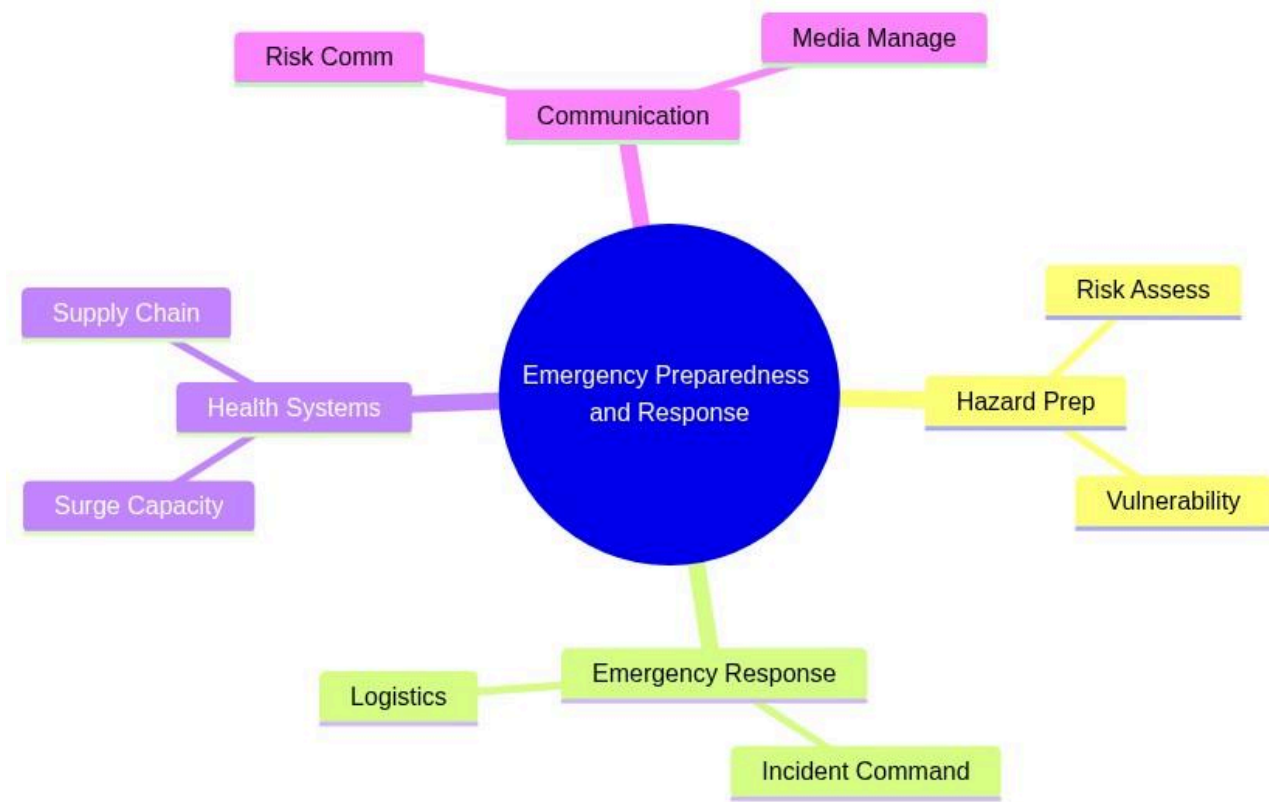 Media Manage
Risk Comm
Communication
Risk Assess
Supply Chain
Emergency Preparedness
and Response
Health Systems
Hazard Prep
Surge Capacity
Vulnerability
Emergency Response
Logistics
Incident Command